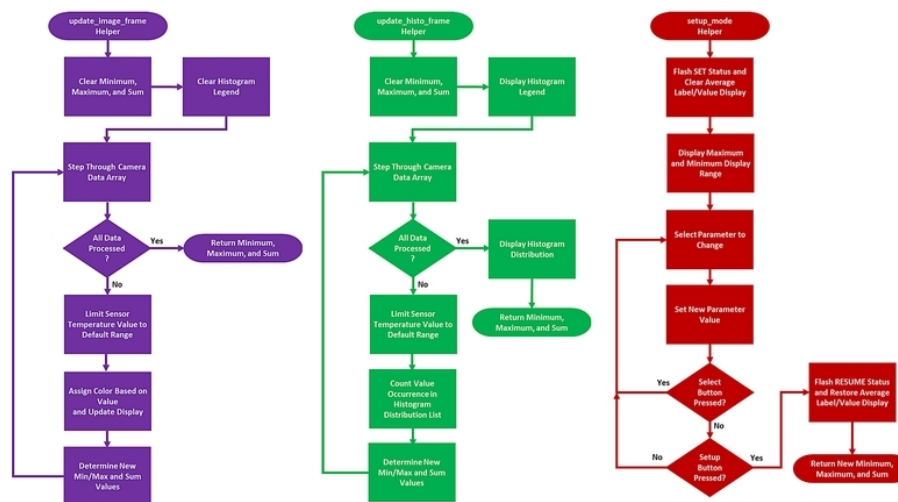 update_image_frame
Helper
Clear Minimum,
Maximum, and Sum
Clear Histogram
Legend
Step Through Camera
Data Array
All Data
Processed
?
Yes
Return Minimum,
Maximum, and Sum
No
Limit Sensor
Temperature Value to
Default Range
Assign Color Based on
Value
and Update Display
Determine New
Min/Max and Sum
Values
update_histo_frame
Helper
Clear Minimum,
Maximum, and Sum
Display Histogram
Legend
Step Through Camera
Data Array
All Data
Processed
?
Yes
Display Histogram
Distribution
Return Minimum,
Maximum, and Sum
No
Limit Sensor
Temperature Value to
Default Range
Count Value
Occurrence in
Histogram
Distribution List
Determine New
Min/Max and Sum
Values
setup_mode
Helper
Flash SET Status and
Clear Average
Label/Value Display
Display Maximum
and Minimum Display
Range
Select Parameter to
Change
Set New Parameter
Value
Select
Button
Pressed?
Yes
No
Setup
Button
Pressed?
No
Yes
Flash RESUME Status
and Restore Average
Label/Value Display
Return New Minimum,
Maximum, and Sum